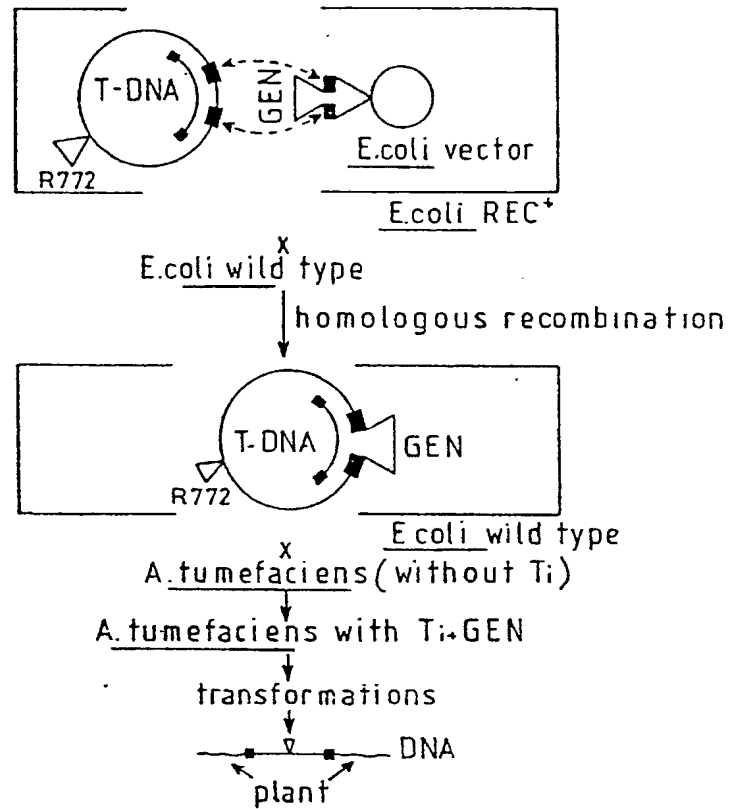 T-DNA
GEN
R772
E.coli vector
E.coli REC⁺
x
E.coli wild type
homologous recombination
T-DNA
GEN
R772
E coli wild type
x
A. tumefaciens (without Ti)
A. tumefaciens with Ti+GEN
transformations
DNA
plant